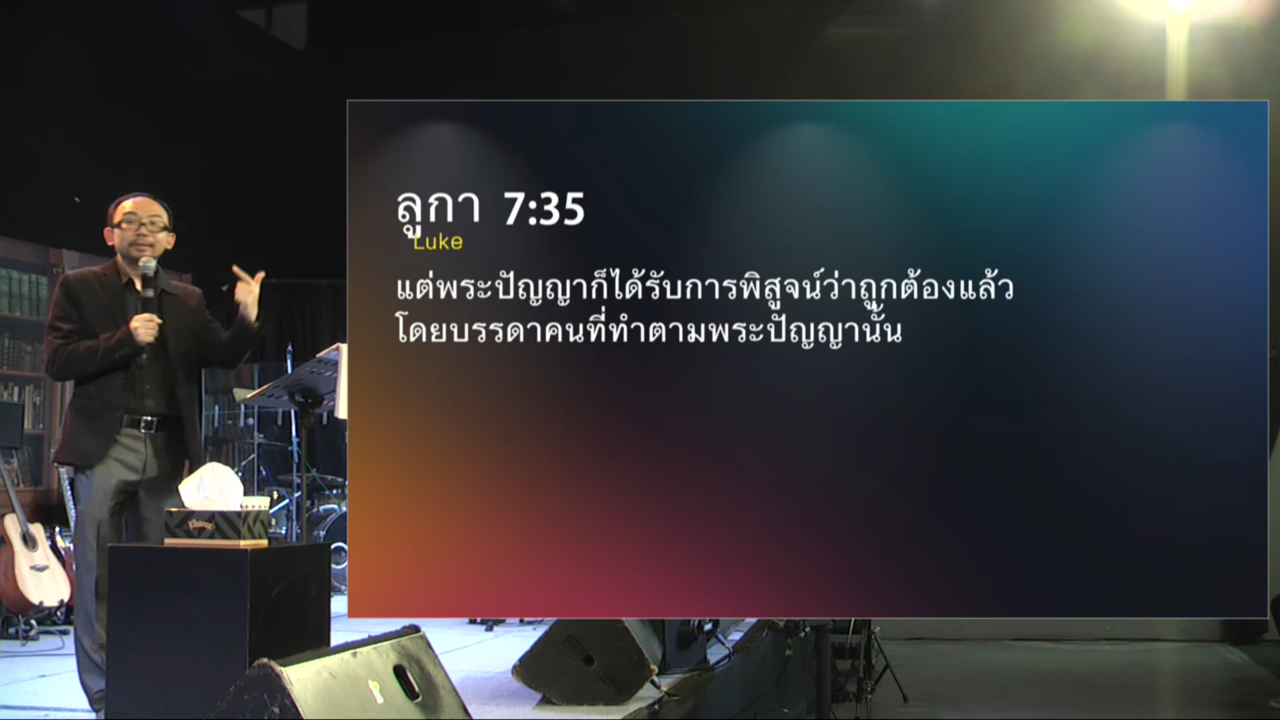 ลูกา 7:35
Luke
แต่พระปัญญาก็ได้รับการพิสูจน์ว่าถูกต้องแล้ว
โดยบรรดาคนที่ทำตามพระปัญญานั้น